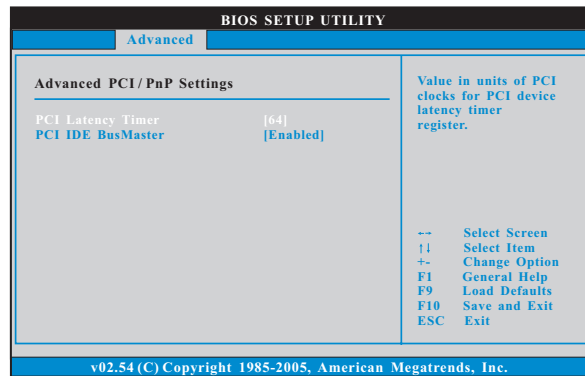 BIOS SETUP UTILITY
Advanced
Advanced PCI / PnP Settings
PCI Latency Timer [64]
PCI IDE BusMaster [Enabled]
Value in units of PCI
clocks for PCI device
latency timer
register.
←→ Select Screen
↑↓ Select Item
+- Change Option
F1 General Help
F9 Load Defaults
F10 Save and Exit
ESC Exit
v02.54 (C) Copyright 1985-2005, American Megatrends, Inc.